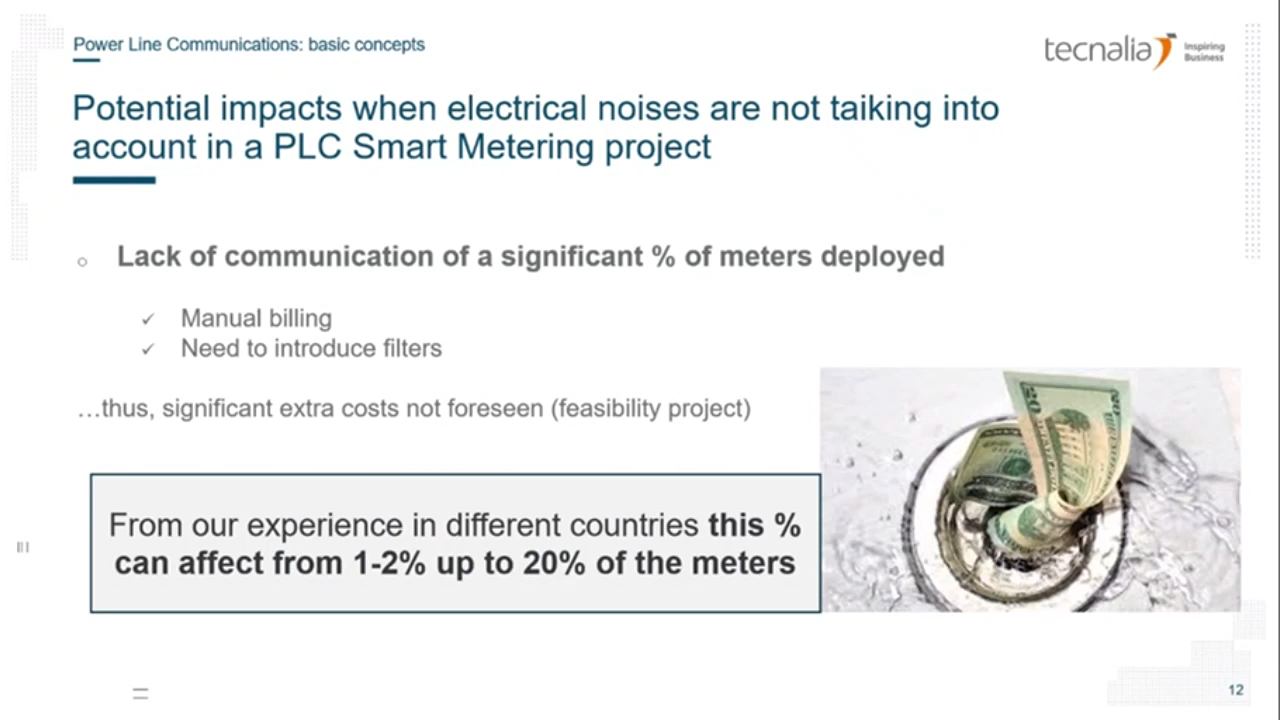 Power Line Communications: basic concepts
tecnalia Inspiring
Business
Potential impacts when electrical noises are not taiking into
account in a PLC Smart Metering project
Lack of communication of a significant % of meters deployed
✓ Manual billing
✓ Need to introduce filters
…thus, significant extra costs not foreseen (feasibility project)
From our experience in different countries this %
can affect from 1-2% up to 20% of the meters
20
12